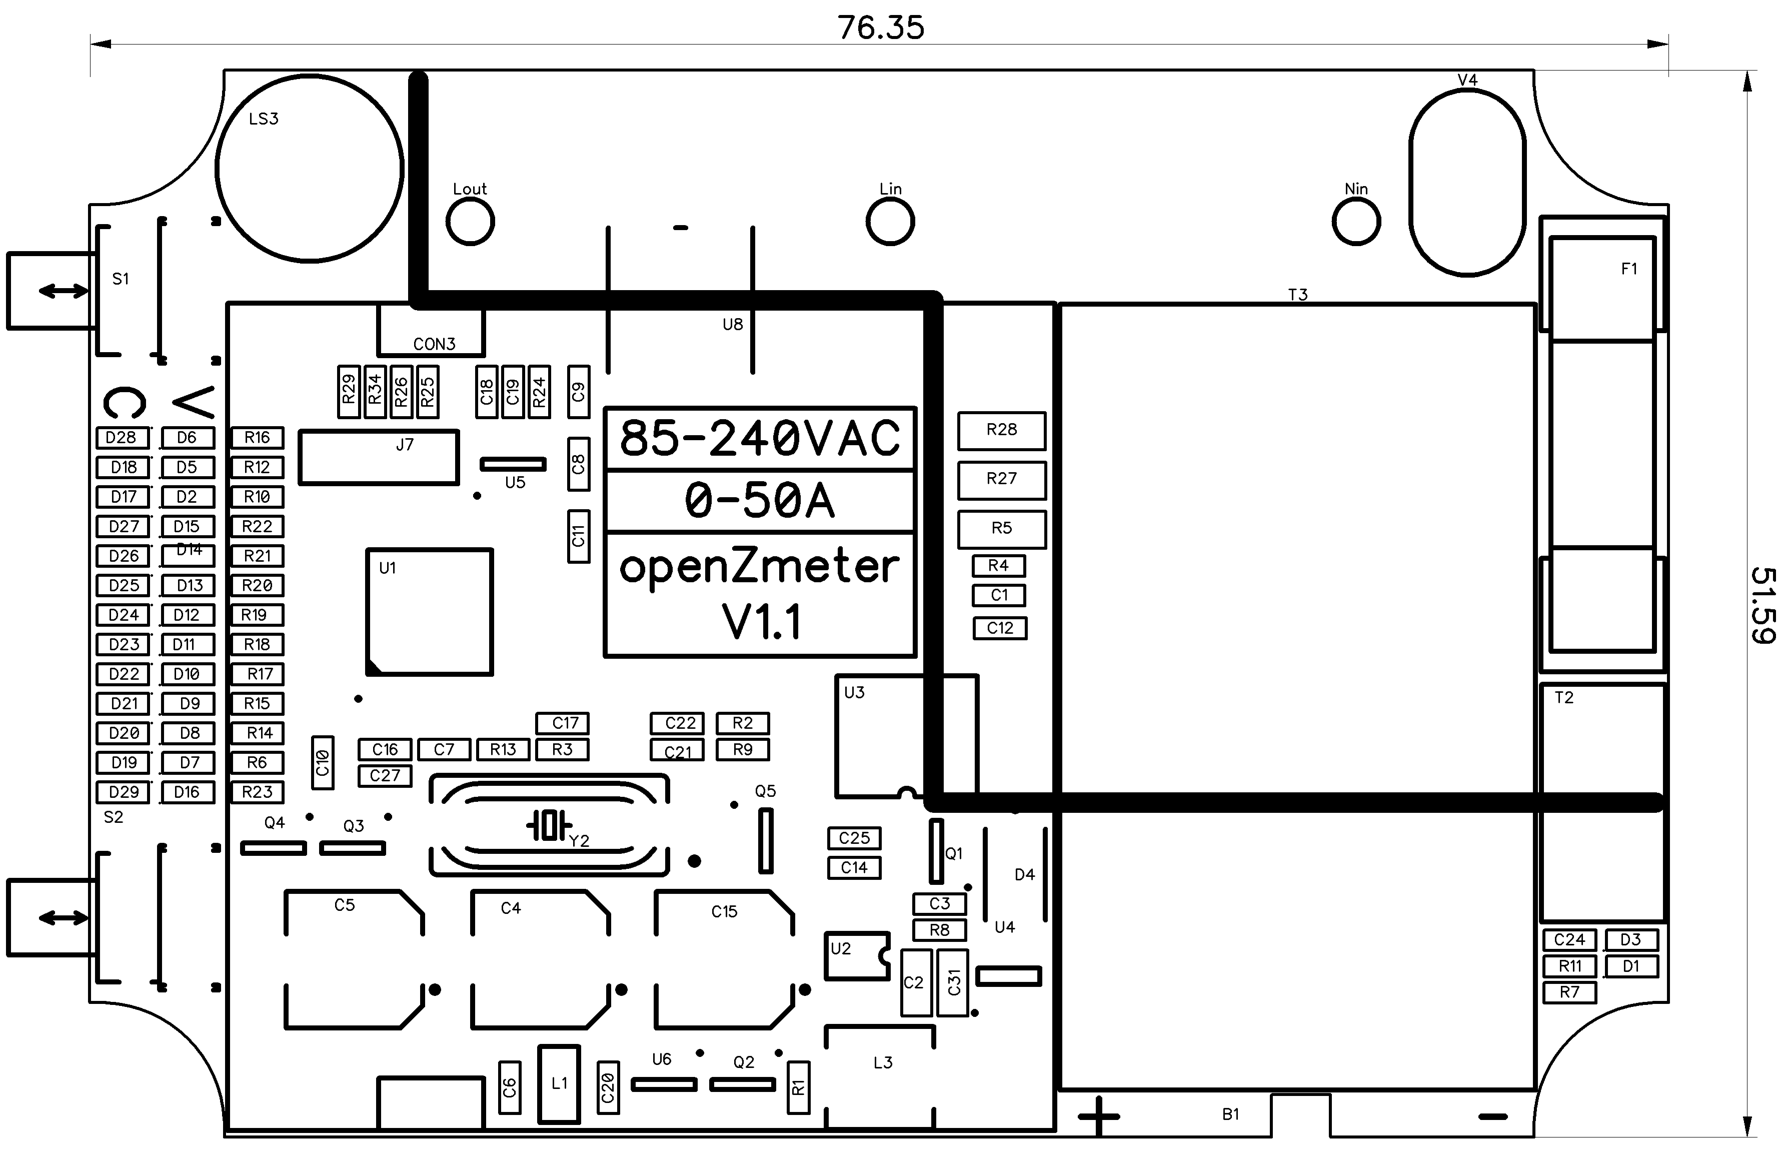 76.35
V4
LS3
Lout
Lin
Nin
F1
S1
T3
U8
CON3
51.59
R29
R34
R26
R25
C18
C19
R24
C9
C V
85-240VAC
0-50A
openZmeter
V1.1
J7
U5
C8
C11
R28
R27
R5
R4
C1
C12
D28 D6 R16
D18 D5 R12
D17 D2 R10
D27 D15 R22
D26 D14 R21
D25 D13 R20
D24 D12 R19
D23 D11 R18
D22 D10 R17
D21 D9 R15
D20 D8 R14
D19 D7 R6
D29 D16 R23
U1
U3
T2
C17
C22 R2
C10
C16 C7 R13 R3
C21 R9
C27
S2
Q4
Q3
Y2
Q5
C25
C14
Q1
D4
C3
R8
U4
C5
C4
C15
U2
C2
C31
C24 D3
R11 D1
R7
C6
L1
C20
U6
Q2
R1
L3
+ B1 -